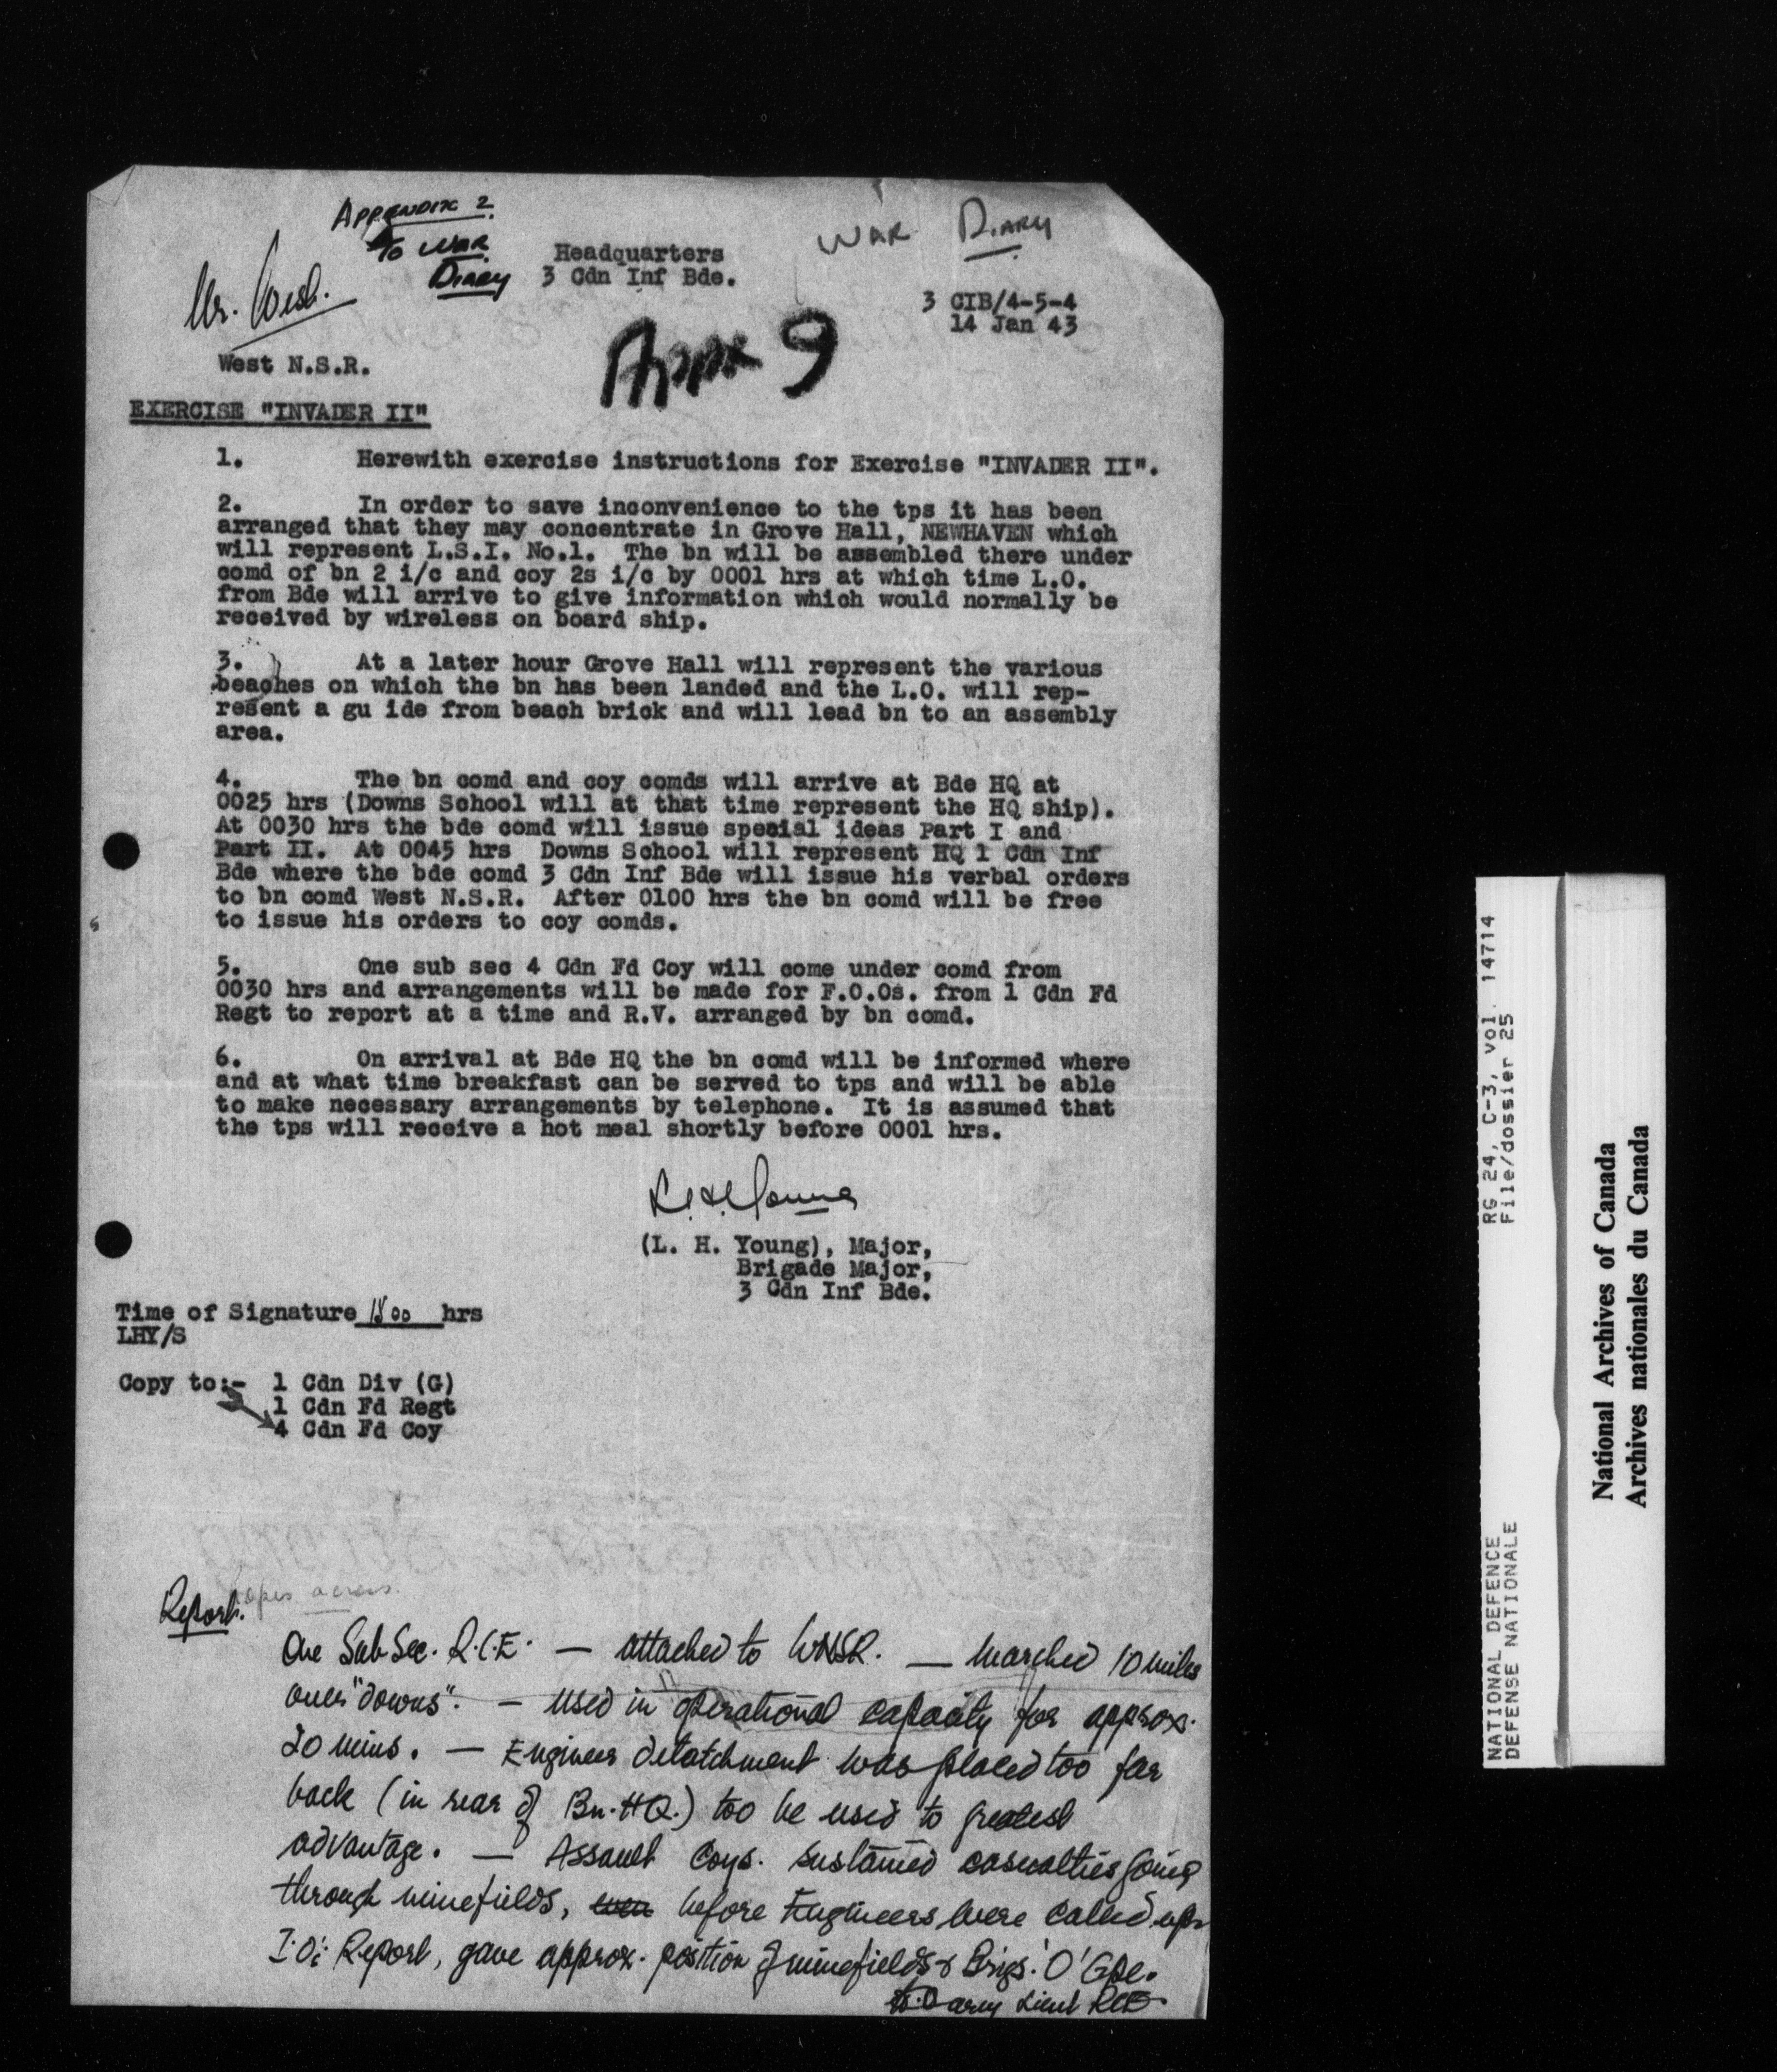 Appendix 2
To War
Diary
War Diary
Headquarters
3 Cdn Inf Bde.
3 CIB/4-5-4
14 Jan 43
Mr.
Appx 9
West N.S.R.
EXERCISE "INVADER II"
1. Herewith exercise instructions for Exercise "INVADER II".
2. In order to save inconvenience to the tps it has been
arranged that they may concentrate in Grove Hall, NEWHAVEN which
will represent L.S.I. No.1. The bn will be assembled there under
comd of bn 2 i/c and coy 2s i/c by 0001 hrs at which time L.O.
from Bde will arrive to give information which would normally be
received by wireless on board ship.
3. At a later hour Grove Hall will represent the various
beaches on which the bn has been landed and the L.O. will rep-
resent a gu ide from beach brick and will lead bn to an assembly
area.
4. The bn comd and coy comds will arrive at Bde HQ at
0025 hrs (Downs School will at that time represent the HQ ship).
At 0030 hrs the bde comd will issue special ideas Part I and
Part II. At 0045 hrs Downs School will represent HQ 1 Cdn Inf
Bde where the bde comd 3 Cdn Inf Bde will issue his verbal orders
to bn comd West N.S.R. After 0100 hrs the bn comd will be free
to issue his orders to coy comds.
5. One sub sec 4 Cdn Fd Coy will come under comd from
0030 hrs and arrangements will be made for F.O.Os. from 1 Cdn Fd
Regt to report at a time and R.V. arranged by bn comd.
6. On arrival at Bde HQ the bn comd will be informed where
and at what time breakfast can be served to tps and will be able
to make necessary arrangements by telephone. It is assumed that
the tps will receive a hot meal shortly before 0001 hrs.
(L. H. Young), Major,
Brigade Major,
3 Cdn Inf Bde.
Time of Signature 1800 hrs
LHY/S
Copy to:- 1 Cdn Div (G)
1 Cdn Fd Regt
4 Cdn Fd Coy
Report.
One Sub Sec. R.C.E. — attached to WNSR. — marched 10 miles
over "downs". — used in "operational capacity" for approx.
20 mins. — Engineer detatchment was placed too far
back (in rear of Bn. HQ.) too be used to greatest
advantage. — Assault Coys. sustained casualties going
through minefields, even before Engineers were called up.
I.O's Report, gave approx. position of minefields & Brigs. 'O' Gpe.
Lieut RCE
RG 24, C-3, vol. 14714
File/dossier 25
NATIONAL DEFENCE
DEFENSE NATIONALE
National Archives of Canada
Archives nationales du Canada